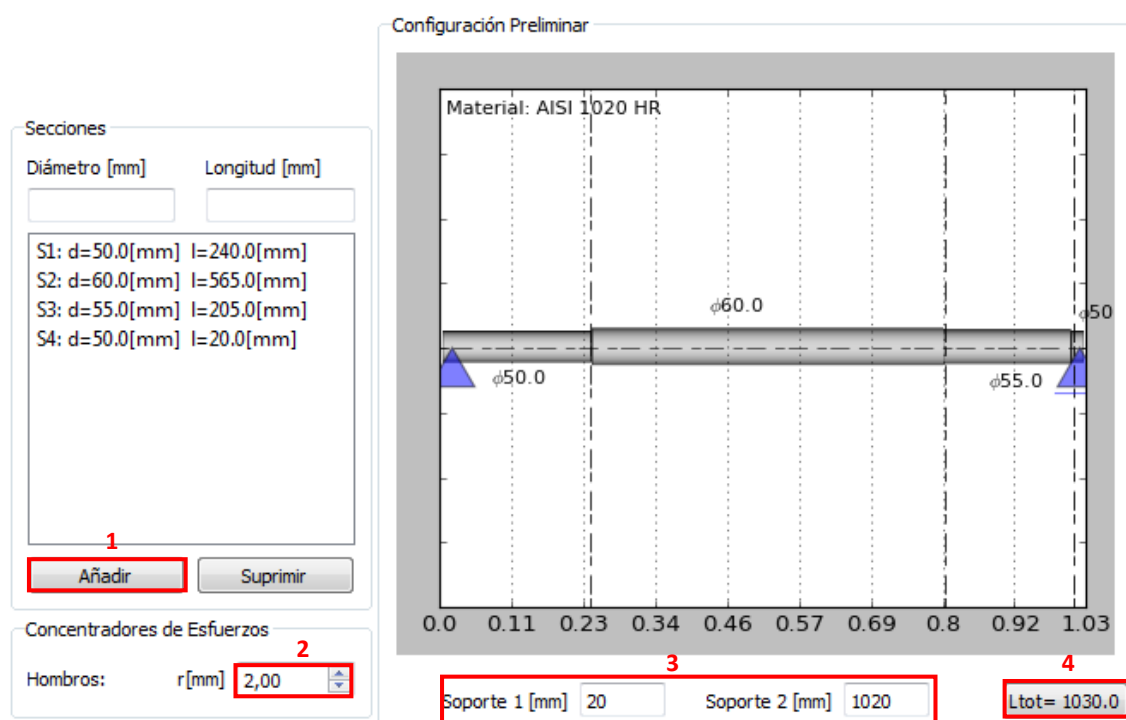 Configuración Preliminar
Material: AISI 1020 HR
ϕ60.0
ϕ50
ϕ50.0
ϕ55.0
0.0 0.11 0.23 0.34 0.46 0.57 0.69 0.8 0.92 1.03
Secciones
Diámetro [mm] Longitud [mm]
S1: d=50.0[mm] l=240.0[mm]
S2: d=60.0[mm] l=565.0[mm]
S3: d=55.0[mm] l=205.0[mm]
S4: d=50.0[mm] l=20.0[mm]
1
Añadir Suprimir
Concentradores de Esfuerzos
2
Hombros: r[mm] 2,00
3
Soporte 1 [mm] 20 Soporte 2 [mm] 1020
4
Ltot= 1030.0